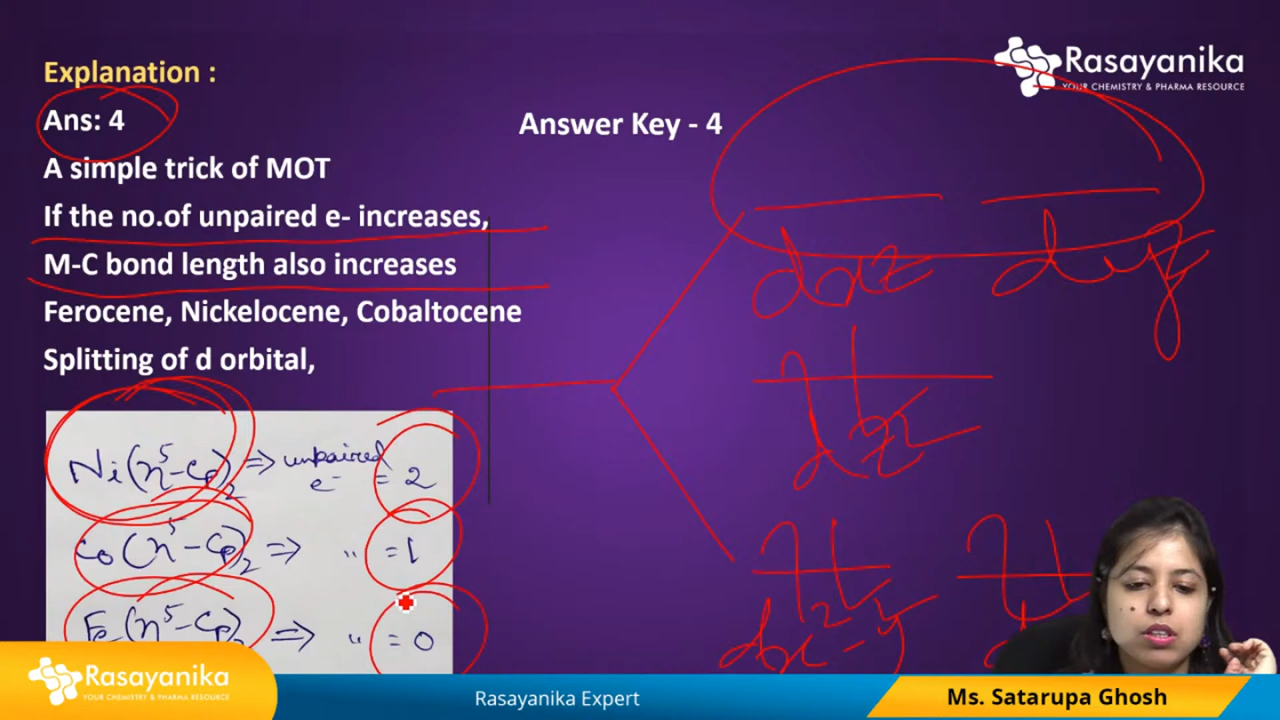 Explanation :
Ans: 4
A simple trick of MOT
If the no.of unpaired e- increases,
M-C bond length also increases
Ferocene, Nickelocene, Cobaltocene
Splitting of d orbital,
Answer Key - 4
Rasayanika
YOUR CHEMISTRY & PHARMA RESOURCE
Ni(η⁵-Cp)₂ ⇒ unpaired e⁻ = 2
Co(η⁵-Cp)₂ ⇒ " = 1
Fe(η⁵-Cp)₂ ⇒ " = 0
dxz dyz
dz²
dx²-y²
Rasayanika
YOUR CHEMISTRY & PHARMA RESOURCE
Rasayanika Expert
Ms. Satarupa Ghosh